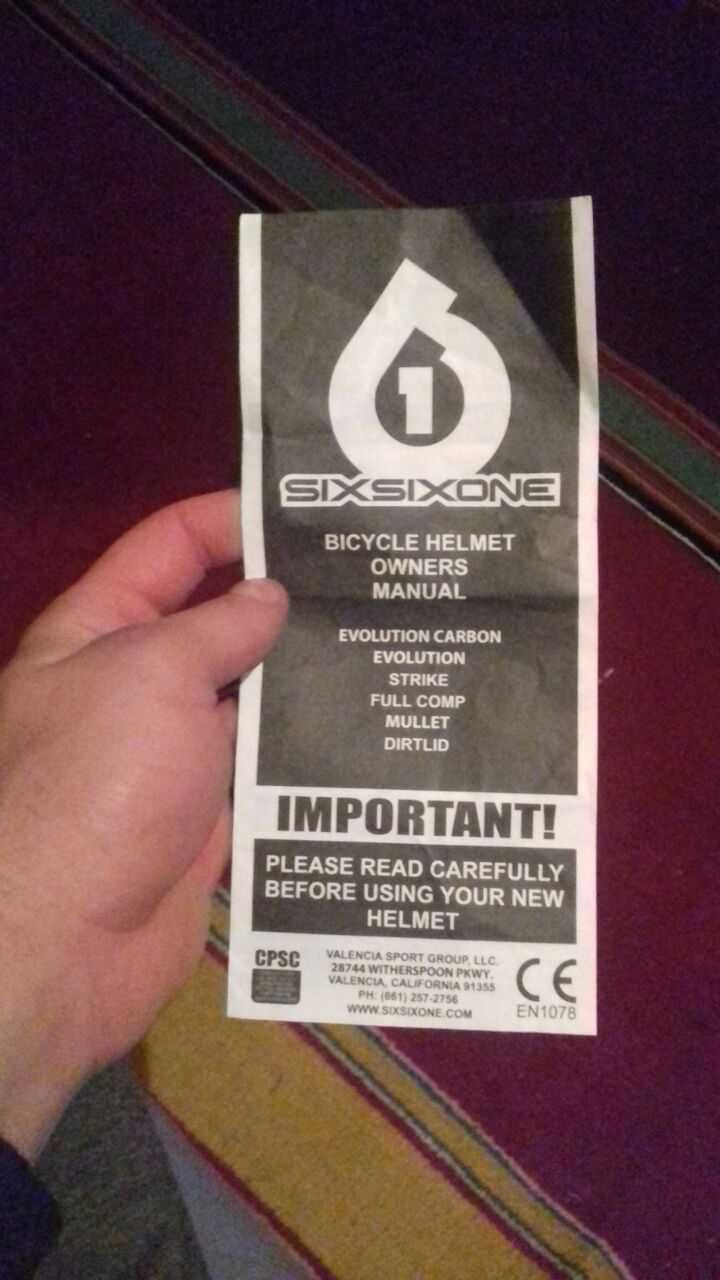 61
SIXSIXONE
BICYCLE HELMET
OWNERS
MANUAL
EVOLUTION CARBON
EVOLUTION
STRIKE
FULL COMP
MULLET
DIRTLID
IMPORTANT!
PLEASE READ CAREFULLY
BEFORE USING YOUR NEW
HELMET
CPSC
VALENCIA SPORT GROUP, LLC.
28744 WITHERSPOON PKWY.
VALENCIA, CALIFORNIA 91355
PH: (661) 257-2756
WWW.SIXSIXONE.COM
CE
EN1078